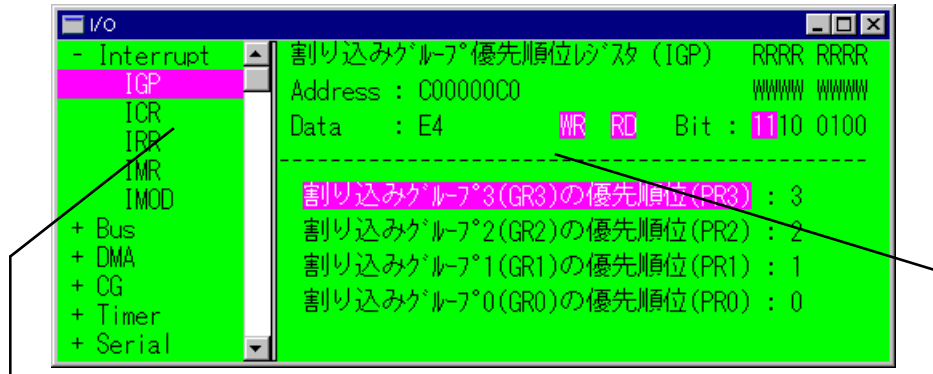 I/O
- Interrupt
IGP
ICR
IRR
IMR
IMOD
+ Bus
+ DMA
+ CG
+ Timer
+ Serial
割り込みグループ優先順位レジスタ (IGP) RRRR RRRR
Address : C00000C0 WWWW WWWW
Data : E4 WR RD Bit : 1110 0100
割り込みグループ3(GR3)の優先順位(PR3) : 3
割り込みグループ2(GR2)の優先順位(PR2) : 2
割り込みグループ1(GR1)の優先順位(PR1) : 1
割り込みグループ0(GR0)の優先順位(PR0) : 0